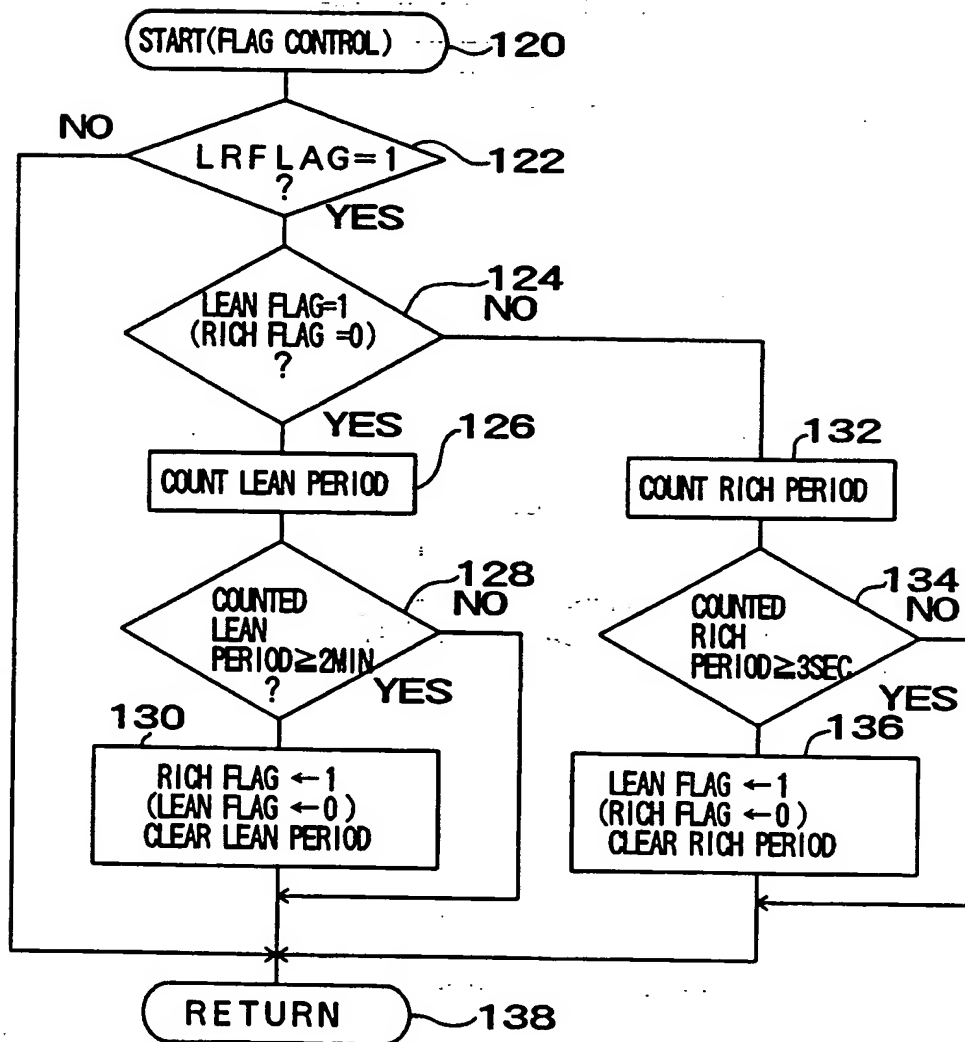 START(FLAG CONTROL)
120
NO
LRFLAG=1
?
122
YES
124
LEAN FLAG=1
(RICH FLAG =0)
?
NO
YES
126
COUNT LEAN PERIOD
132
COUNT RICH PERIOD
128
COUNTED
LEAN
PERIOD≧2MIN
?
NO
YES
134
COUNTED
RICH
PERIOD≧3SEC
NO
YES
130
RICH FLAG ←1
(LEAN FLAG ←0)
CLEAR LEAN PERIOD
136
LEAN FLAG ←1
(RICH FLAG ←0)
CLEAR RICH PERIOD
RETURN
138